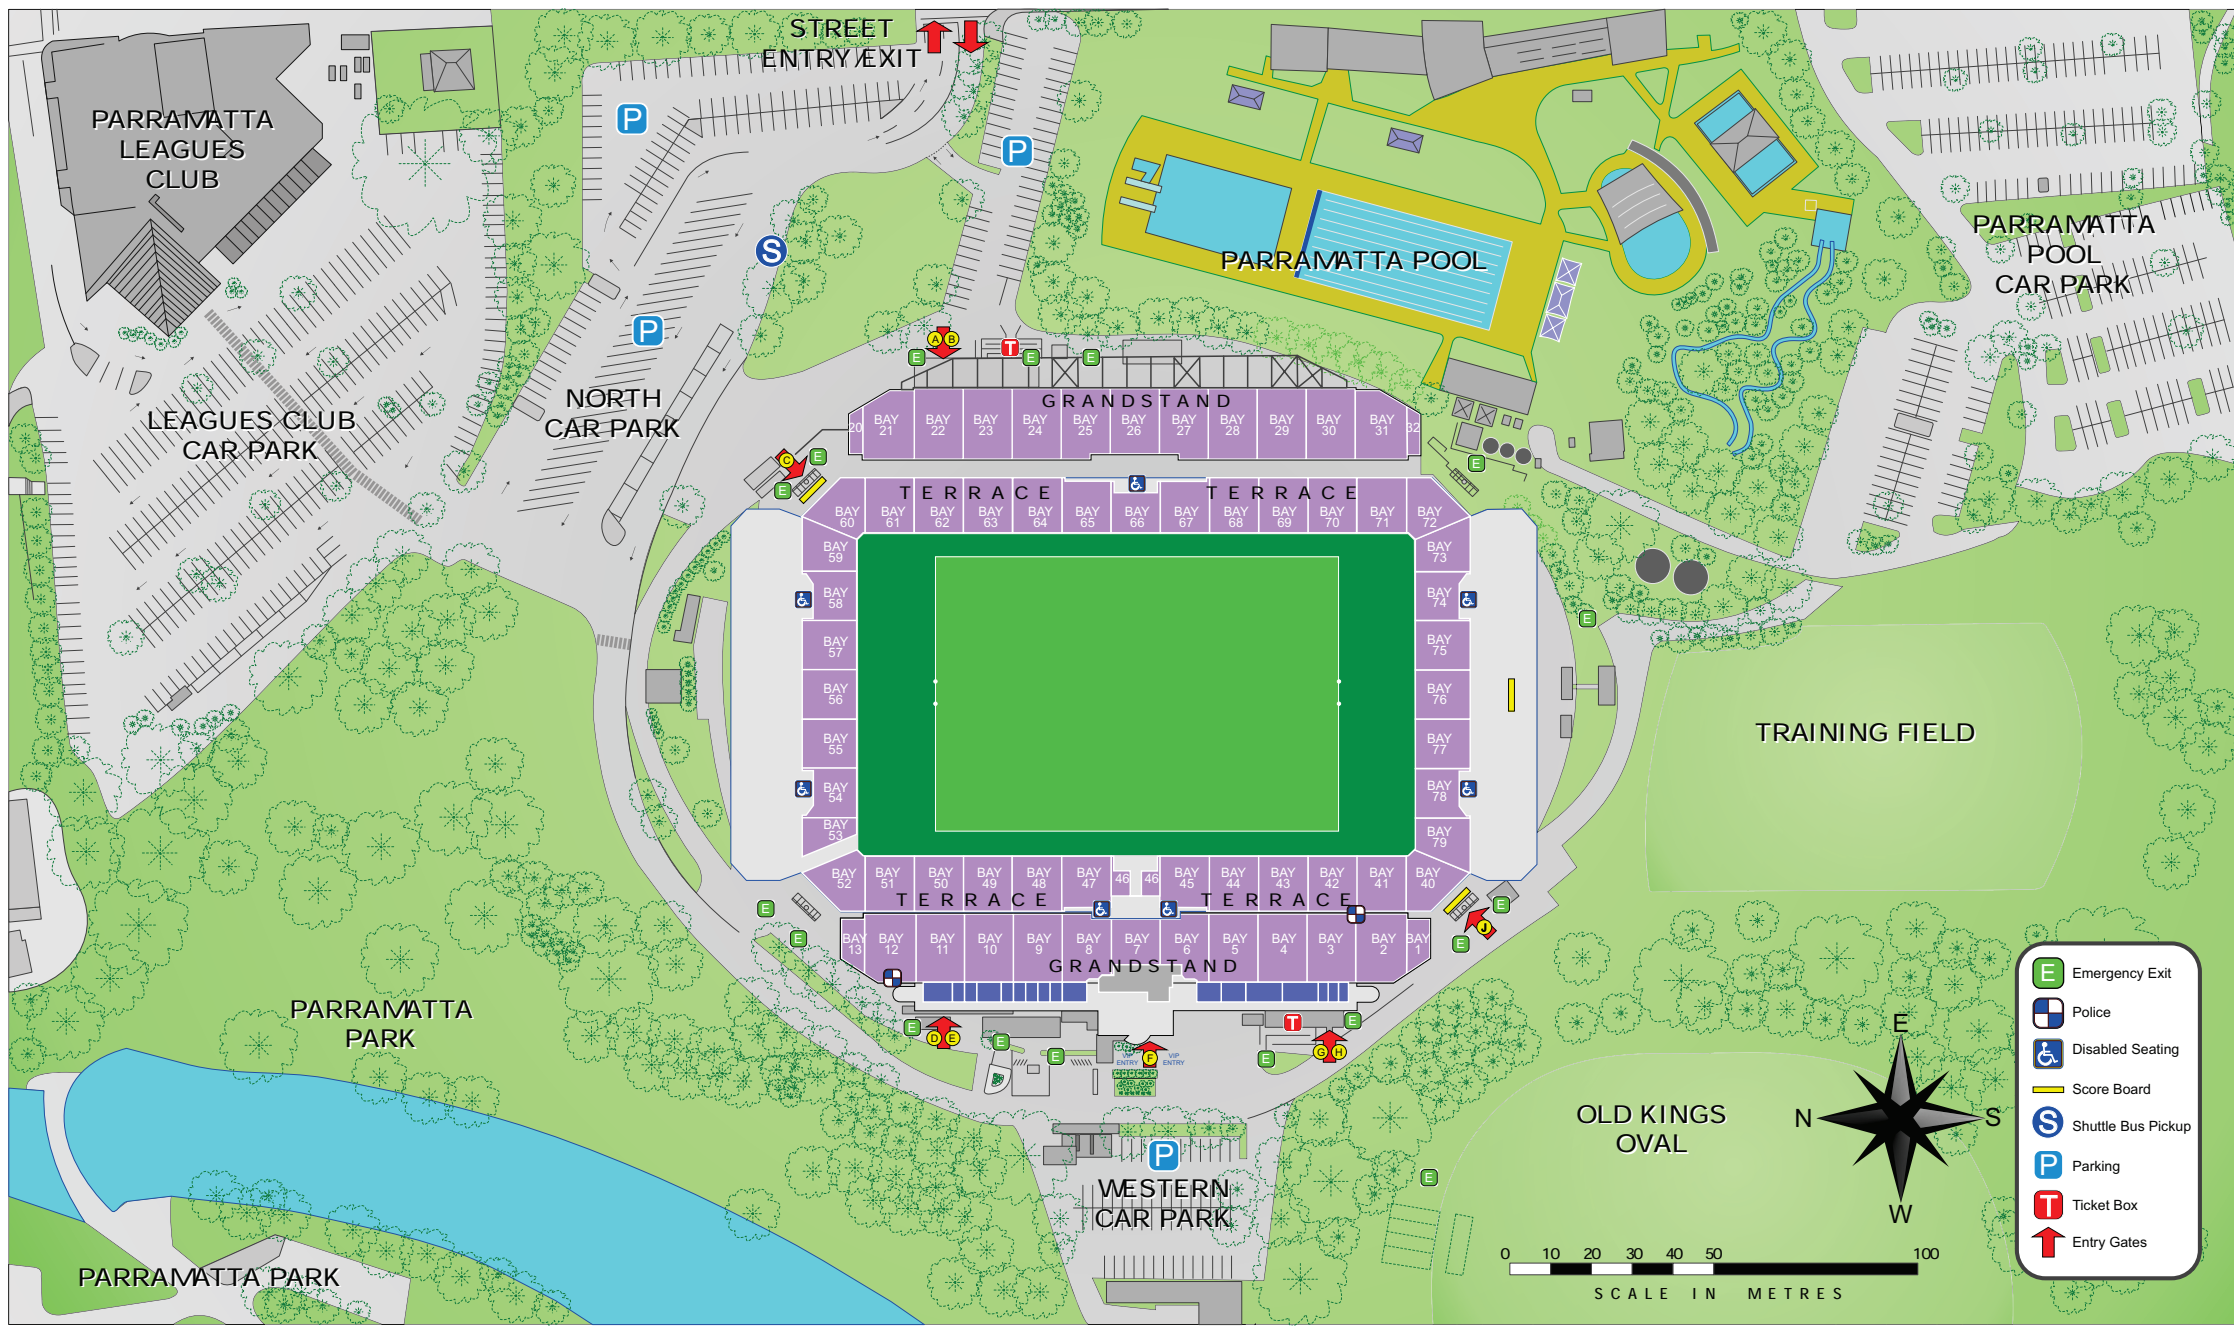 STREET
ENTRY/EXIT
PARRAMATTA
LEAGUES
CLUB
P
P
S
P
PARRAMATTA POOL
PARRAMATTA
POOL
CAR PARK
LEAGUES CLUB
CAR PARK
NORTH
CAR PARK
E
A B
T
E
E
GRANDSTAND
20
BAY
21
BAY
22
BAY
23
BAY
24
BAY
25
BAY
26
BAY
27
BAY
28
BAY
29
BAY
30
BAY
31
32
C
E
E
E
TERRACE
TERRACE
BAY
60
BAY
61
BAY
62
BAY
63
BAY
64
BAY
65
BAY
66
BAY
67
BAY
68
BAY
69
BAY
70
BAY
71
BAY
72
BAY
59
BAY
58
BAY
57
BAY
56
BAY
55
BAY
54
BAY
53
BAY
73
BAY
74
BAY
75
BAY
76
BAY
77
BAY
78
BAY
79
E
TRAINING FIELD
BAY
52
BAY
51
BAY
50
BAY
49
BAY
48
BAY
47
46
46
BAY
45
BAY
44
BAY
43
BAY
42
BAY
41
BAY
40
TERRACE
TERRACE
E
E
E
E
J
BAY
13
BAY
12
BAY
11
BAY
10
BAY
9
BAY
8
BAY
7
BAY
6
BAY
5
BAY
4
BAY
3
BAY
2
BAY
1
GRANDSTAND
E
D E
E
E
VIP
ENTRY
F
VIP
ENTRY
T
E
E
G H
PARRAMATTA
PARK
P
WESTERN
CAR PARK
PARRAMATTA PARK
E
OLD KINGS
OVAL
E
N
S
W
0 10 20 30 40 50 100
SCALE IN METRES
E Emergency Exit
Police
Disabled Seating
Score Board
S Shuttle Bus Pickup
P Parking
T Ticket Box
Entry Gates